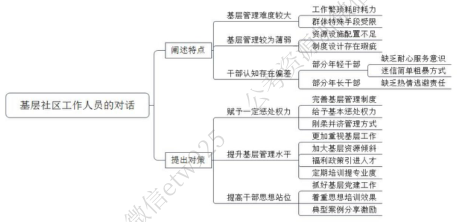 基层社区工作人员的对话
阐述特点
基层管理难度较大
工作繁琐耗时耗力
群体特殊手段受限
基层管理较为薄弱
资源设施配置不足
制度设计存在瑕疵
干部认知存在偏差
部分年轻干部
缺乏耐心服务意识
迷信简单粗暴方式
部分年长干部
缺乏热情逃避责任
提出对策
赋予一定惩处权力
完善基层管理制度
给予基本惩处权力
刚柔并济管理方式
提升基层管理水平
更加重视基层工作
加大基层资源倾斜
福利政策引进人才
定期培训提专业度
提高干部思想站位
抓好基层党建工作
着重思想培训效果
典型案例分享激励